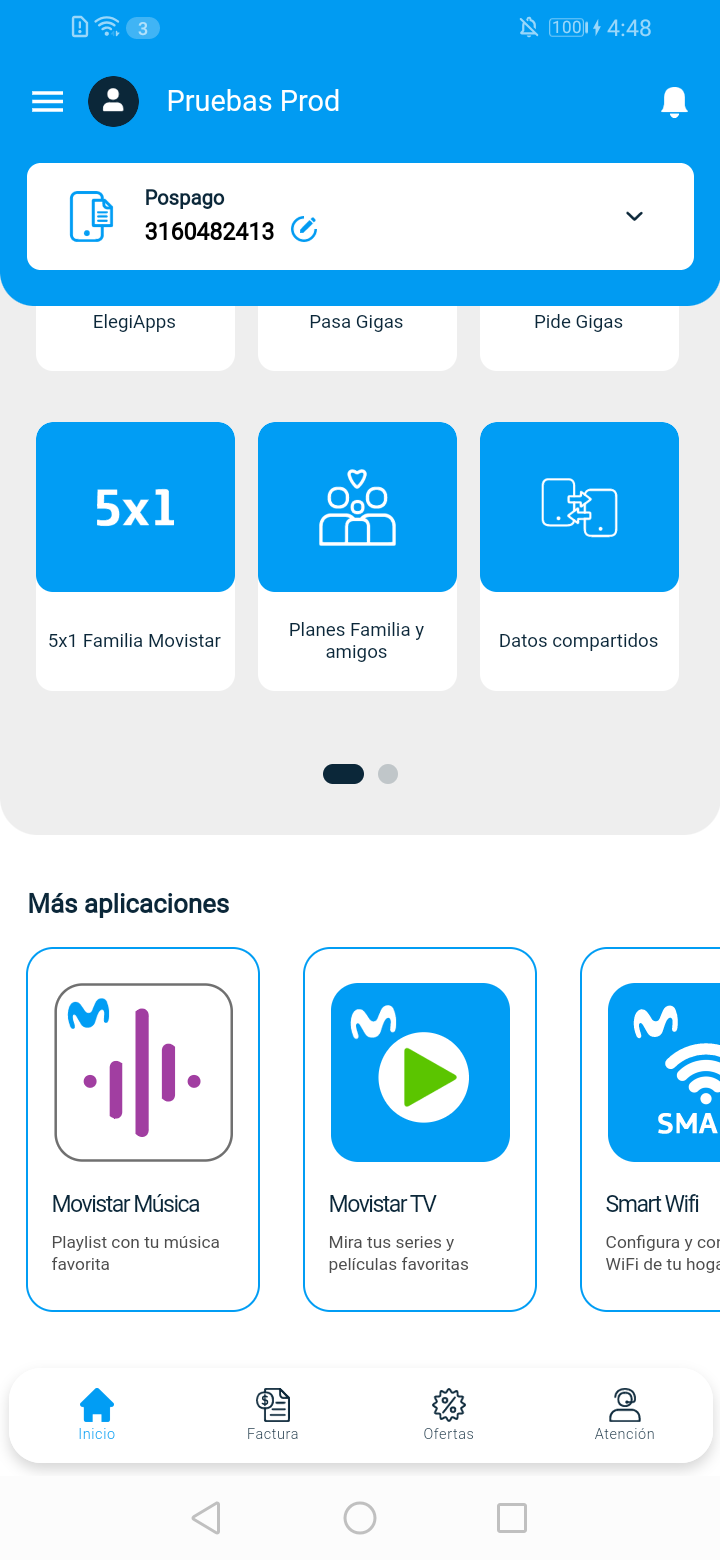 3
100
4:48
Pruebas Prod
Pospago
3160482413
ElegiApps
Pasa Gigas
Pide Gigas
5x1
5x1 Familia Movistar
Planes Familia y
amigos
Datos compartidos
Más aplicaciones
SMA
Movistar Música
Playlist con tu música
favorita
Movistar TV
Mira tus series y
películas favoritas
Smart Wifi
Configura y cor
WiFi de tu hoga
Inicio
Factura
Ofertas
Atención